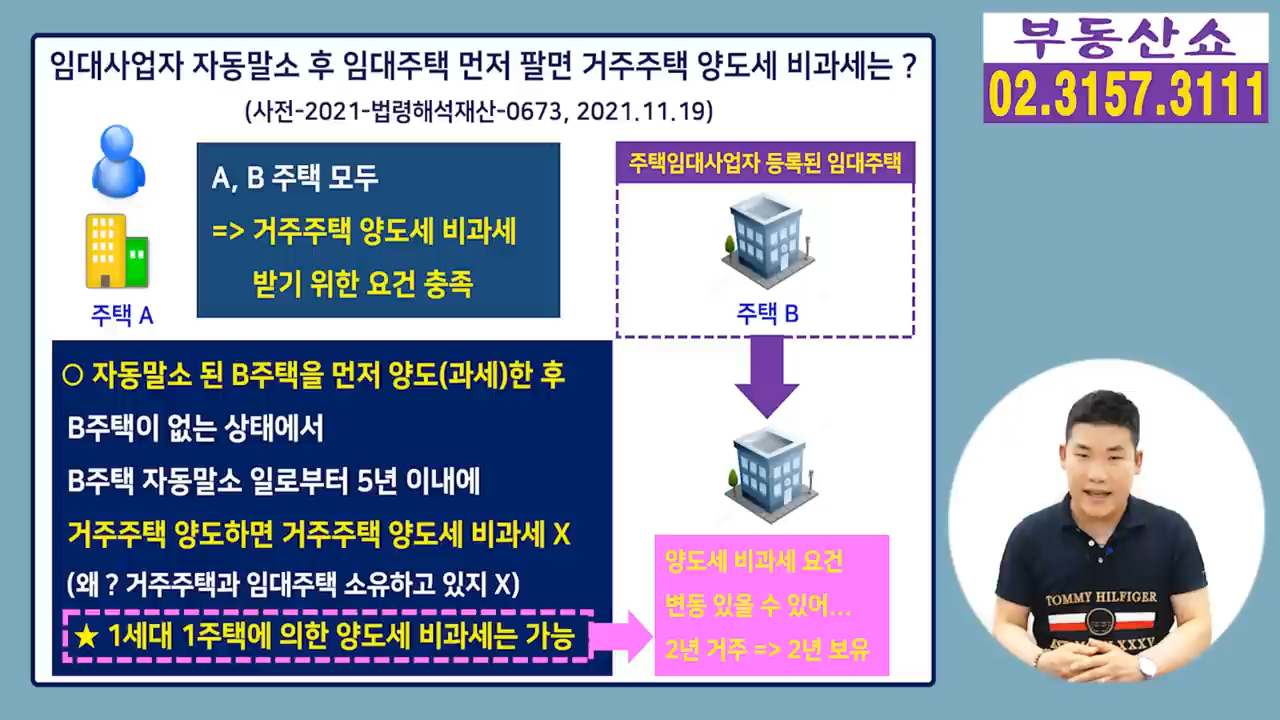 부동산쇼
02.3157.3111
임대사업자 자동말소 후 임대주택 먼저 팔면 거주주택 양도세 비과세는 ?
(사전-2021-법령해석재산-0673, 2021.11.19)
A, B 주택 모두
=> 거주주택 양도세 비과세
받기 위한 요건 충족
주택 A
주택임대사업자 등록된 임대주택
주택 B
○ 자동말소 된 B주택을 먼저 양도(과세)한 후
B주택이 없는 상태에서
B주택 자동말소 일로부터 5년 이내에
거주주택 양도하면 거주주택 양도세 비과세 X
(왜 ? 거주주택과 임대주택 소유하고 있지 X)
★ 1세대 1주택에 의한 양도세 비과세는 가능
양도세 비과세 요건
변동 있을 수 있어...
2년 거주 => 2년 보유
TOMMY HILFIGER